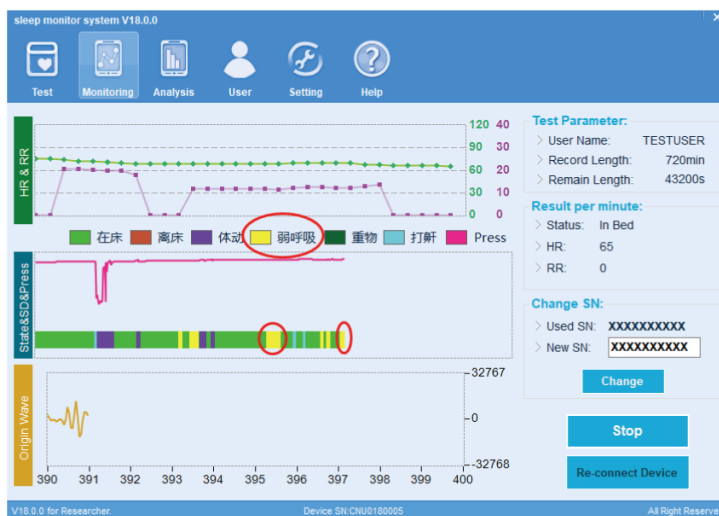 sleep monitor system V18.0.0
Test Monitoring Analysis User Setting Help
HR & RR
120 40
90 30
60 20
30 10
0 0
在床 离床 体动 弱呼吸 重物 打鼾 Press
State&SD&Press
Origin Wave
32767
0
-32768
390 391 392 393 394 395 396 397 398 399 400
Test Parameter:
User Name: TESTUSER
Record Length: 720min
Remain Length: 43200s
Result per minute:
Status: In Bed
HR: 65
RR: 0
Change SN:
Used SN: XXXXXXXXXX
New SN: XXXXXXXXXX
Change
Stop
Re-connect Device
V18.0.0 for Researcher. Device SN:CNU0180005 All Right Reserve